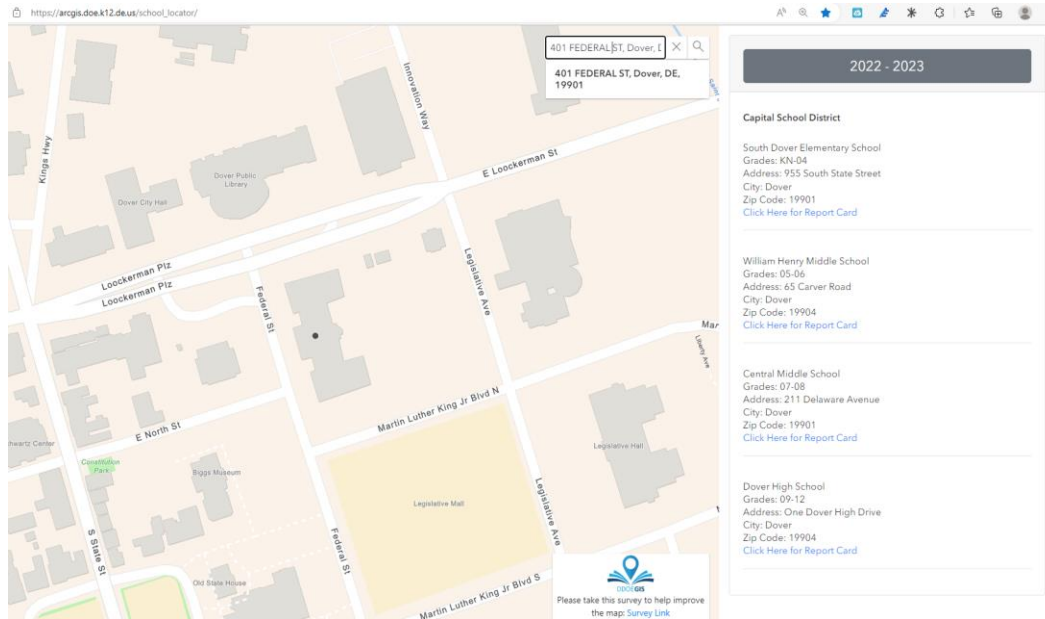 https://arcgis.doe.k12.de.us/school_locator/
401 FEDERAL ST, Dover, D
401 FEDERAL ST, Dover, DE,
19901
Innovation Way
Kings Hwy
E Loockerman St
Dover Public
Library
Dover City Hall
Loockerman Plz
Loockerman Plz
Legislative Ave
Federal St
Mar
Liberty Ave
Martin Luther King Jr Blvd N
E North St
Legislative Hall
Constitution
Park
Biggs Museum
Legislative Mall
Legislative Ave
S State St
Federal St
Old State House
Martin Luther King Jr Blvd S
DDOEGIS
Please take this survey to help improve
the map: Survey Link
2022 - 2023
Capital School District
South Dover Elementary School
Grades: KN-04
Address: 955 South State Street
City: Dover
Zip Code: 19901
Click Here for Report Card
William Henry Middle School
Grades: 05-06
Address: 65 Carver Road
City: Dover
Zip Code: 19904
Click Here for Report Card
Central Middle School
Grades: 07-08
Address: 211 Delaware Avenue
City: Dover
Zip Code: 19901
Click Here for Report Card
Dover High School
Grades: 09-12
Address: One Dover High Drive
City: Dover
Zip Code: 19904
Click Here for Report Card